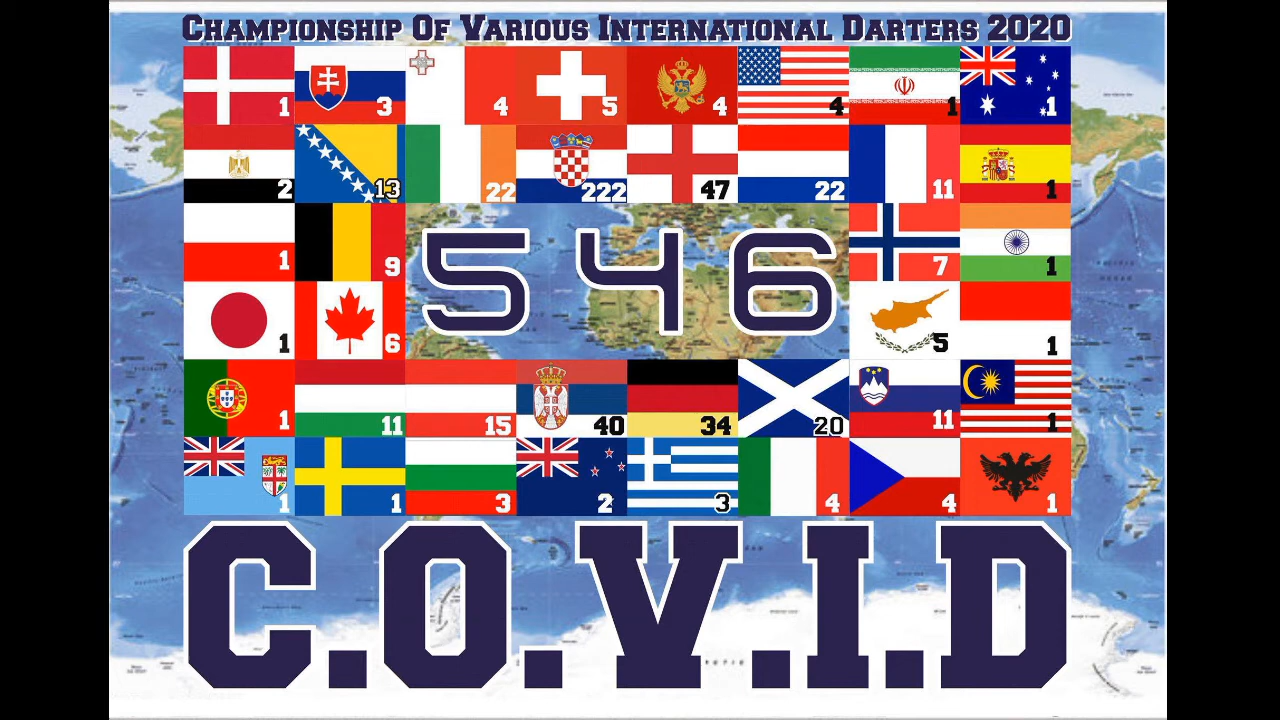 Championship Of Various International Darters 2020
1 3 4 5 4 4 1 1
2 13 22 222 47 22 11 1
1 9 7 1
546
1 6 5 1
1 11 15 40 34 20 11 1
1 1 3 2 3 4 4 1
C.O.V.I.D